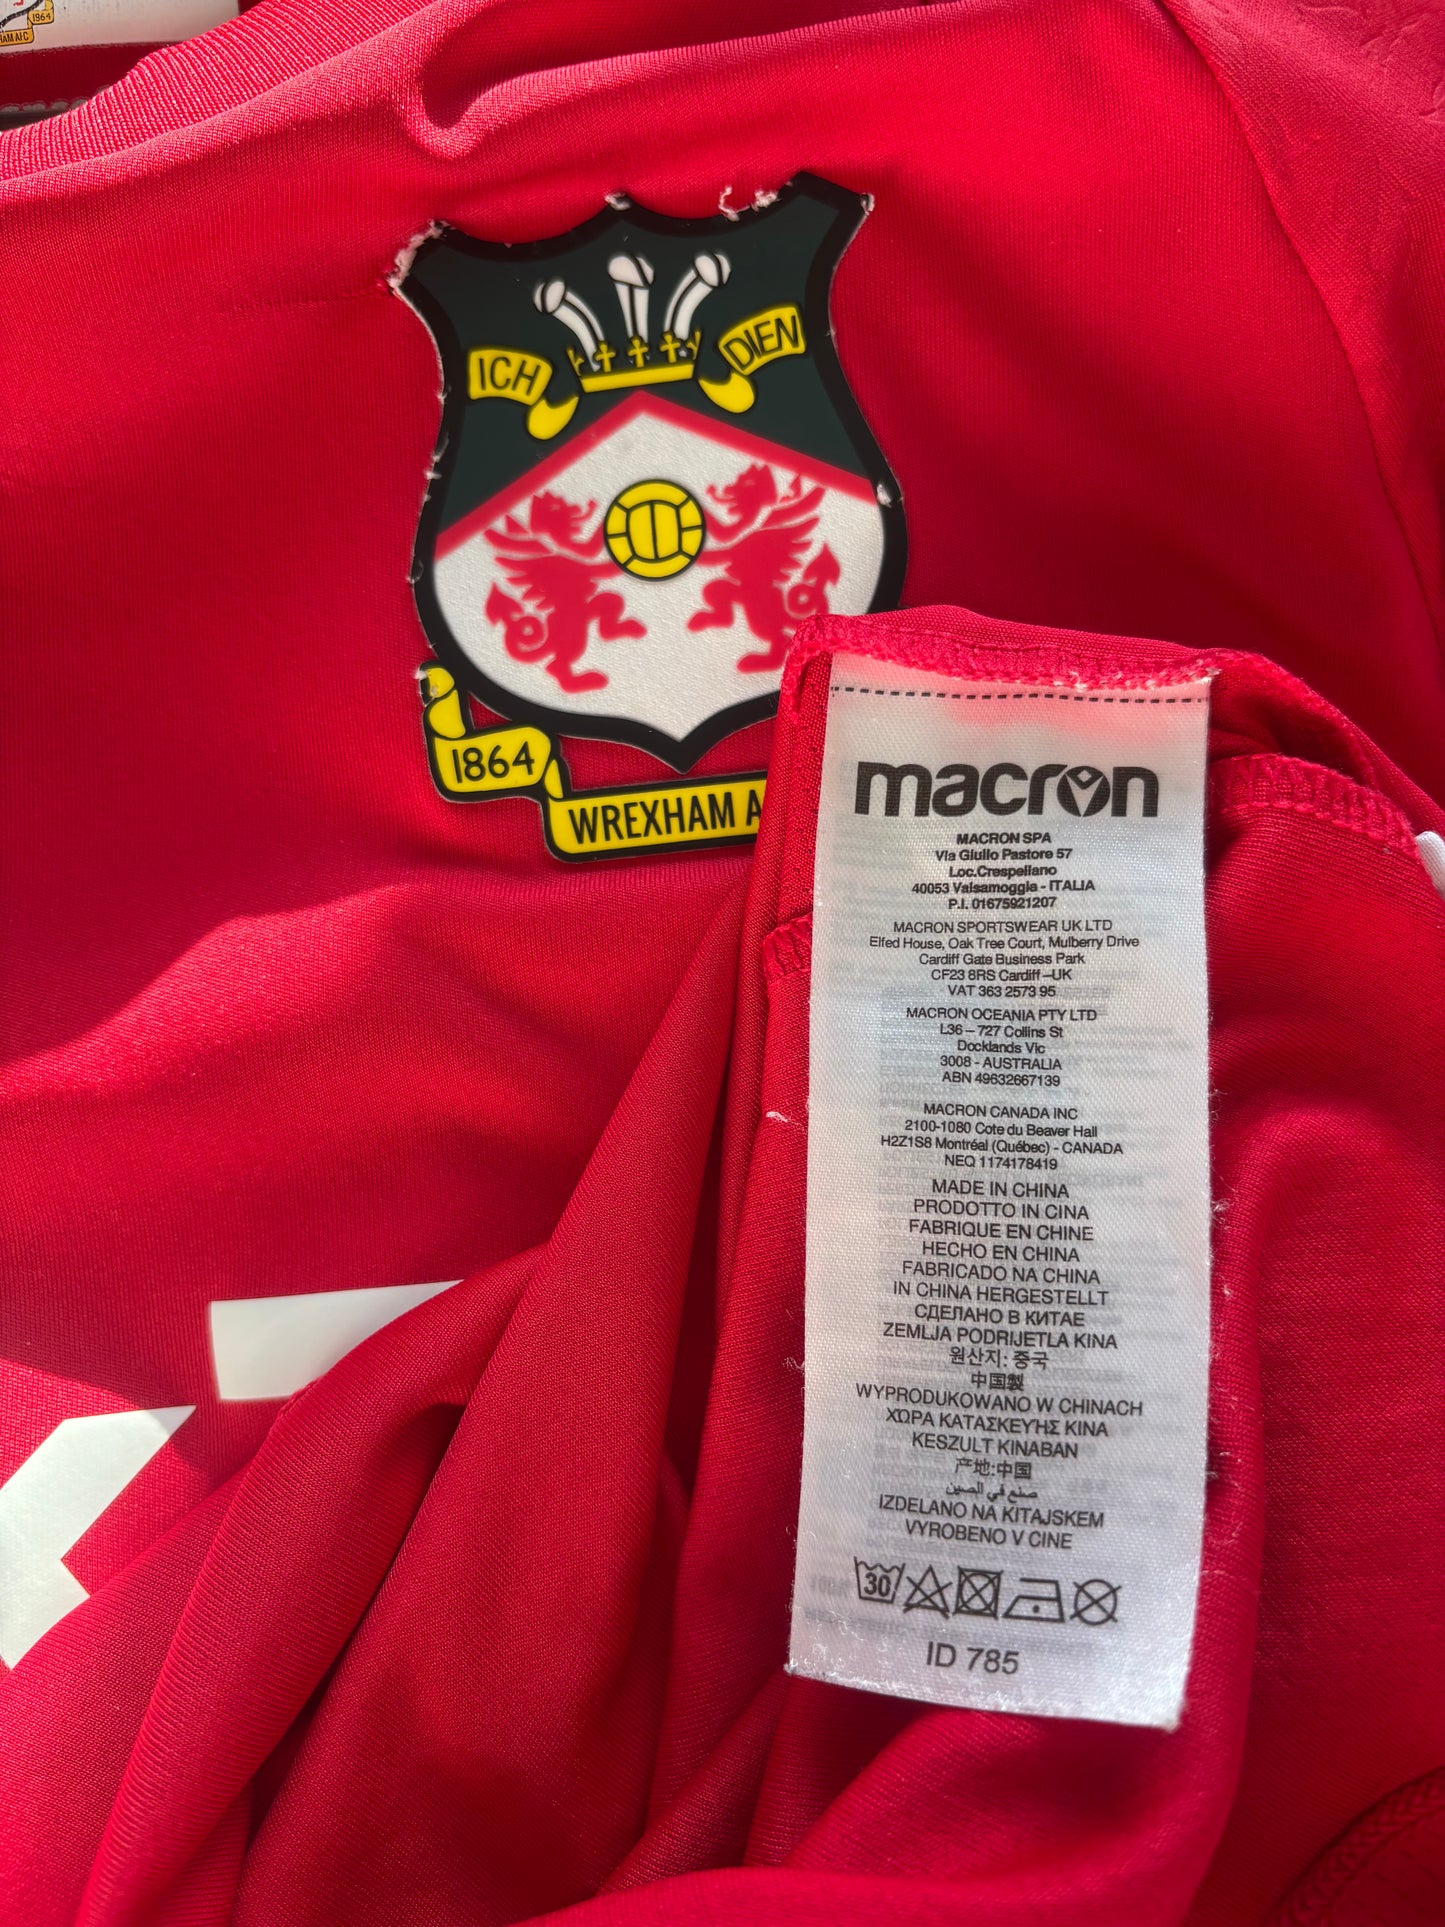 1964
HAM AFC
ICH
DIEN
1864
WREXHAM A
macron
MACRON SPA
Via Giulio Pastore 57
Loc.Crespellano
40053 Valsamoggia - ITALIA
P.I. 01675921207
MACRON SPORTSWEAR UK LTD
Elfed House, Oak Tree Court, Mulberry Drive
Cardiff Gate Business Park
CF23 8RS Cardiff –UK
VAT 363 2573 95
MACRON OCEANIA PTY LTD
L36 – 727 Collins St
Docklands Vic
3008 - AUSTRALIA
ABN 49632667139
MACRON CANADA INC
2100-1080 Cote du Beaver Hall
H2Z1S8 Montréal (Québec) - CANADA
NEQ 1174178419
MADE IN CHINA
PRODOTTO IN CINA
FABRIQUE EN CHINE
HECHO EN CHINA
FABRICADO NA CHINA
IN CHINA HERGESTELLT
СДЕЛАНО В КИТАЕ
ZEMLJA PODRIJETLA KINA
원산지: 중국
中国製
WYPRODUKOWANO W CHINACH
ΧΩΡΑ ΚΑΤΑΣΚΕΥΉΣ ΚΙΝΑ
KESZULT KINABAN
产地:中国
صنع في الصين
IZDELANO NA KITAJSKEM
VYROBENO V CINE
30
ID 785